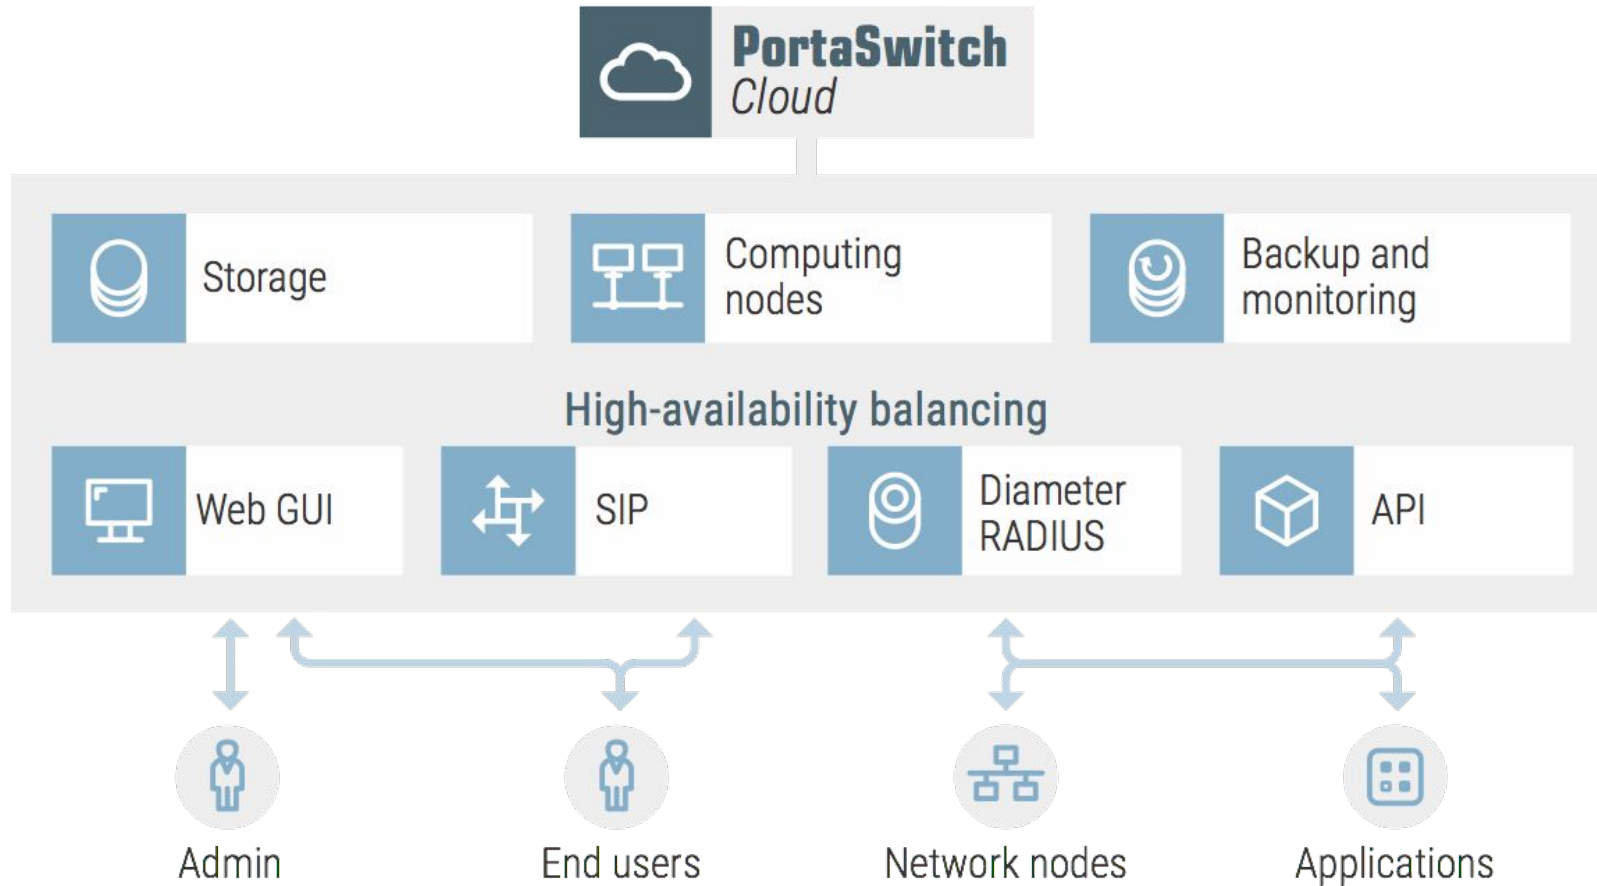 PortaSwitch
Cloud
Storage
Computing
nodes
Backup and
monitoring
High-availability balancing
Web GUI
SIP
Diameter
RADIUS
API
Admin
End users
Network nodes
Applications